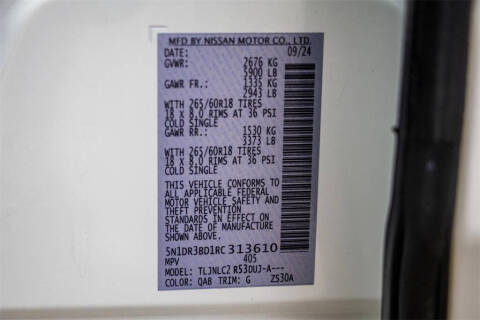 MFD BY NISSAN MOTOR CO., LTD.
DATE: 09/24
GVWR: 2676 KG
5900 LB
GAWR FR.: 1335 KG
2943 LB
WITH 265/60R18 TIRES
18 x 8.0 RIMS AT 36 PSI
COLD SINGLE
GAWR RR.: 1530 KG
3373 LB
WITH 265/60R18 TIRES
18 x 8.0 RIMS AT 36 PSI
COLD SINGLE
THIS VEHICLE CONFORMS TO
ALL APPLICABLE FEDERAL
MOTOR VEHICLE SAFETY AND
THEFT PREVENTION
STANDARDS IN EFFECT ON
THE DATE OF MANUFACTURE
SHOWN ABOVE.
5N1DR3BD1RC313610
MPV 405
MODEL: TLJNLC2 R53DUJ-A---
COLOR: QAB TRIM: G ZS30A